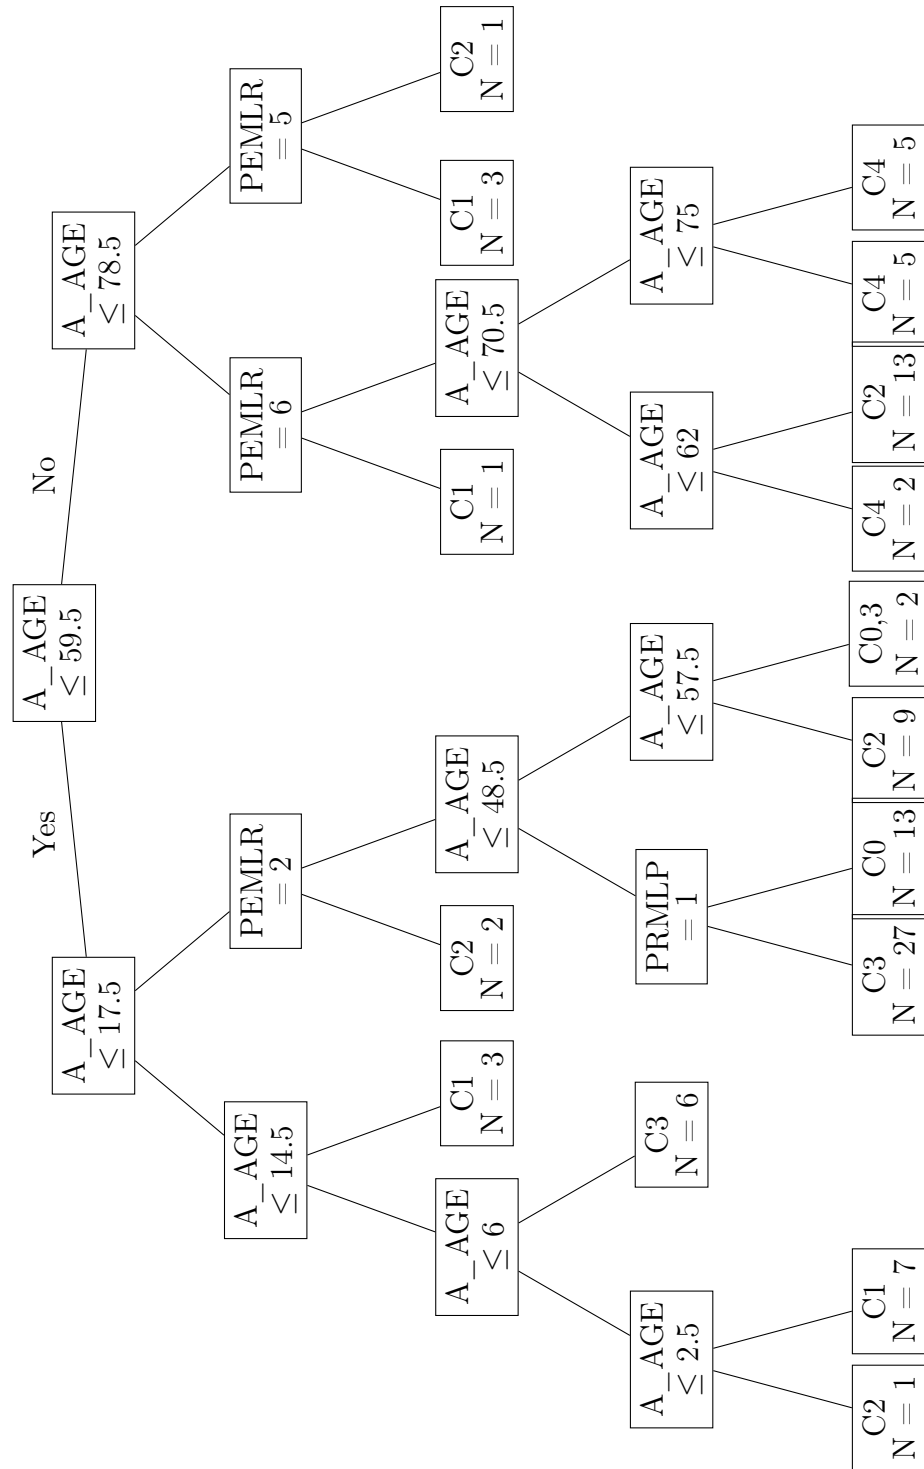 A_AGE
≤ 59.5
Yes
No
A_AGE
≤ 17.5
A_AGE
≤ 78.5
A_AGE
≤ 14.5
PEMLR
= 2
PEMLR
= 6
PEMLR
= 5
A_AGE
≤ 6
C1
N = 3
C2
N = 2
A_AGE
≤ 48.5
C1
N = 1
A_AGE
≤ 70.5
C1
N = 3
C2
N = 1
A_AGE
≤ 2.5
C3
N = 6
PRMLP
= 1
A_AGE
≤ 57.5
A_AGE
≤ 62
A_AGE
≤ 75
C2
N = 1
C1
N = 7
C3
N = 27
C0
N = 13
C2
N = 9
C0,3
N = 2
C4
N = 2
C2
N = 13
C4
N = 5
C4
N = 5